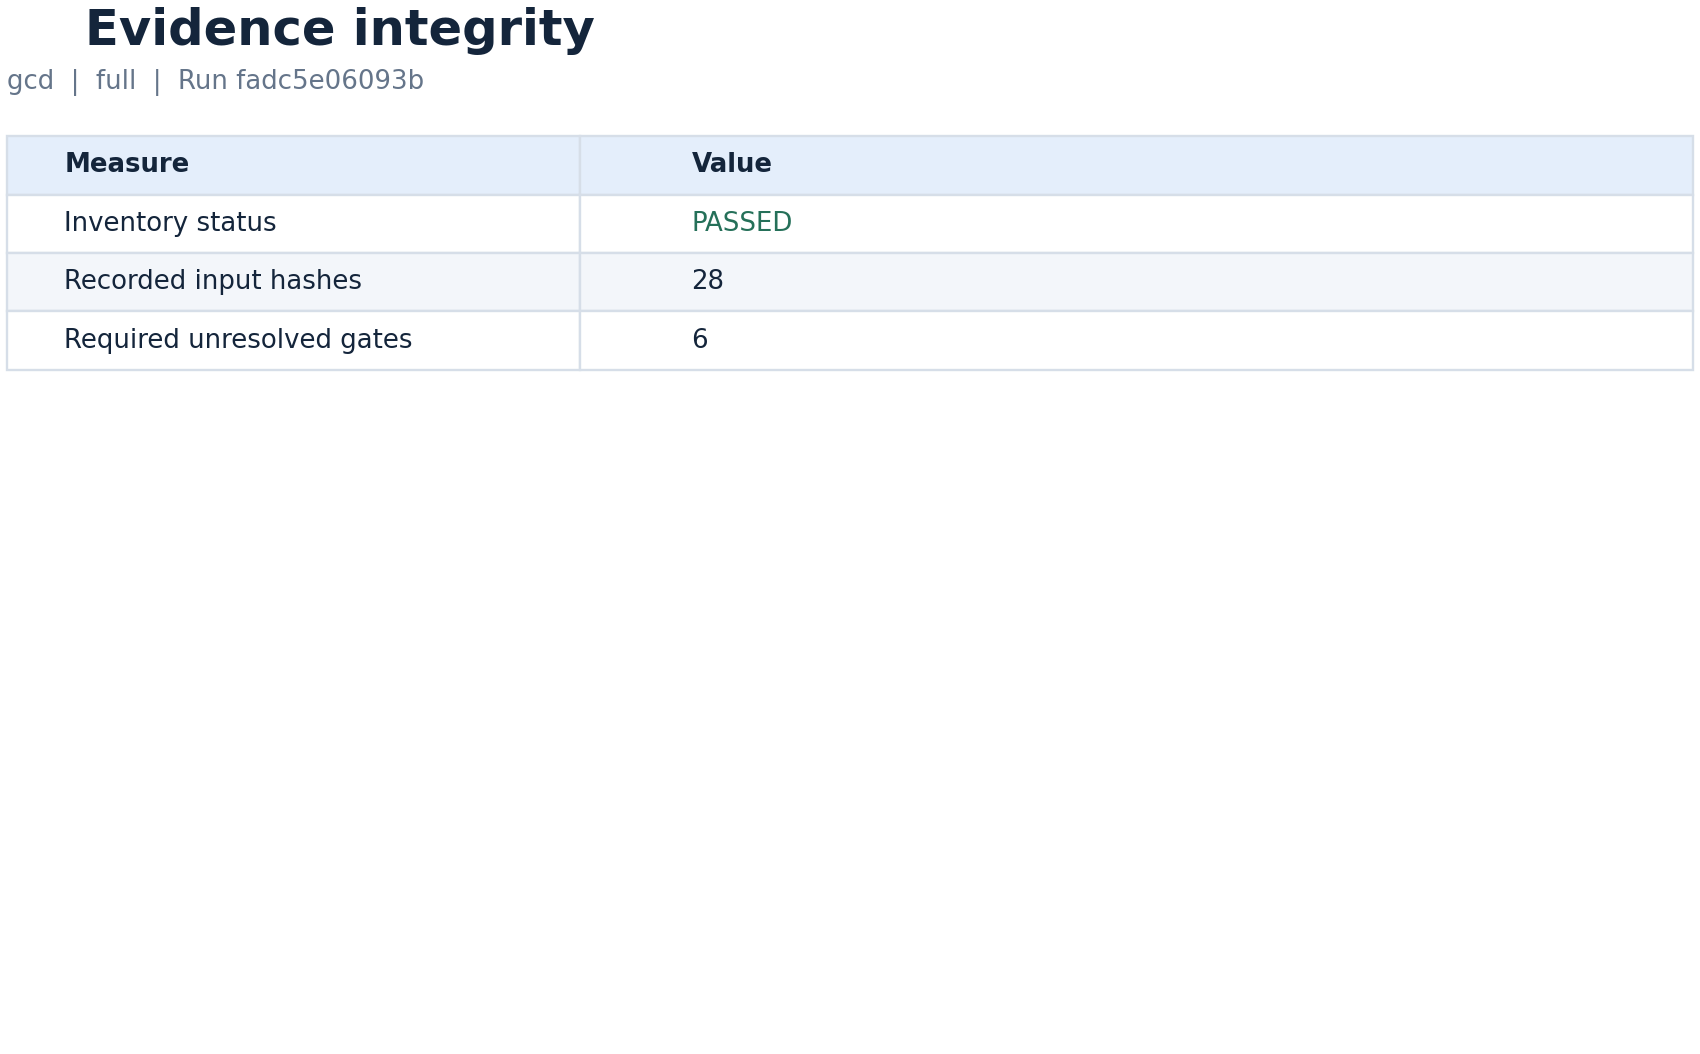 Evidence integrity
gcd | full | Run fadc5e06093b
Measure Value
Inventory status PASSED
Recorded input hashes 28
Required unresolved gates 6